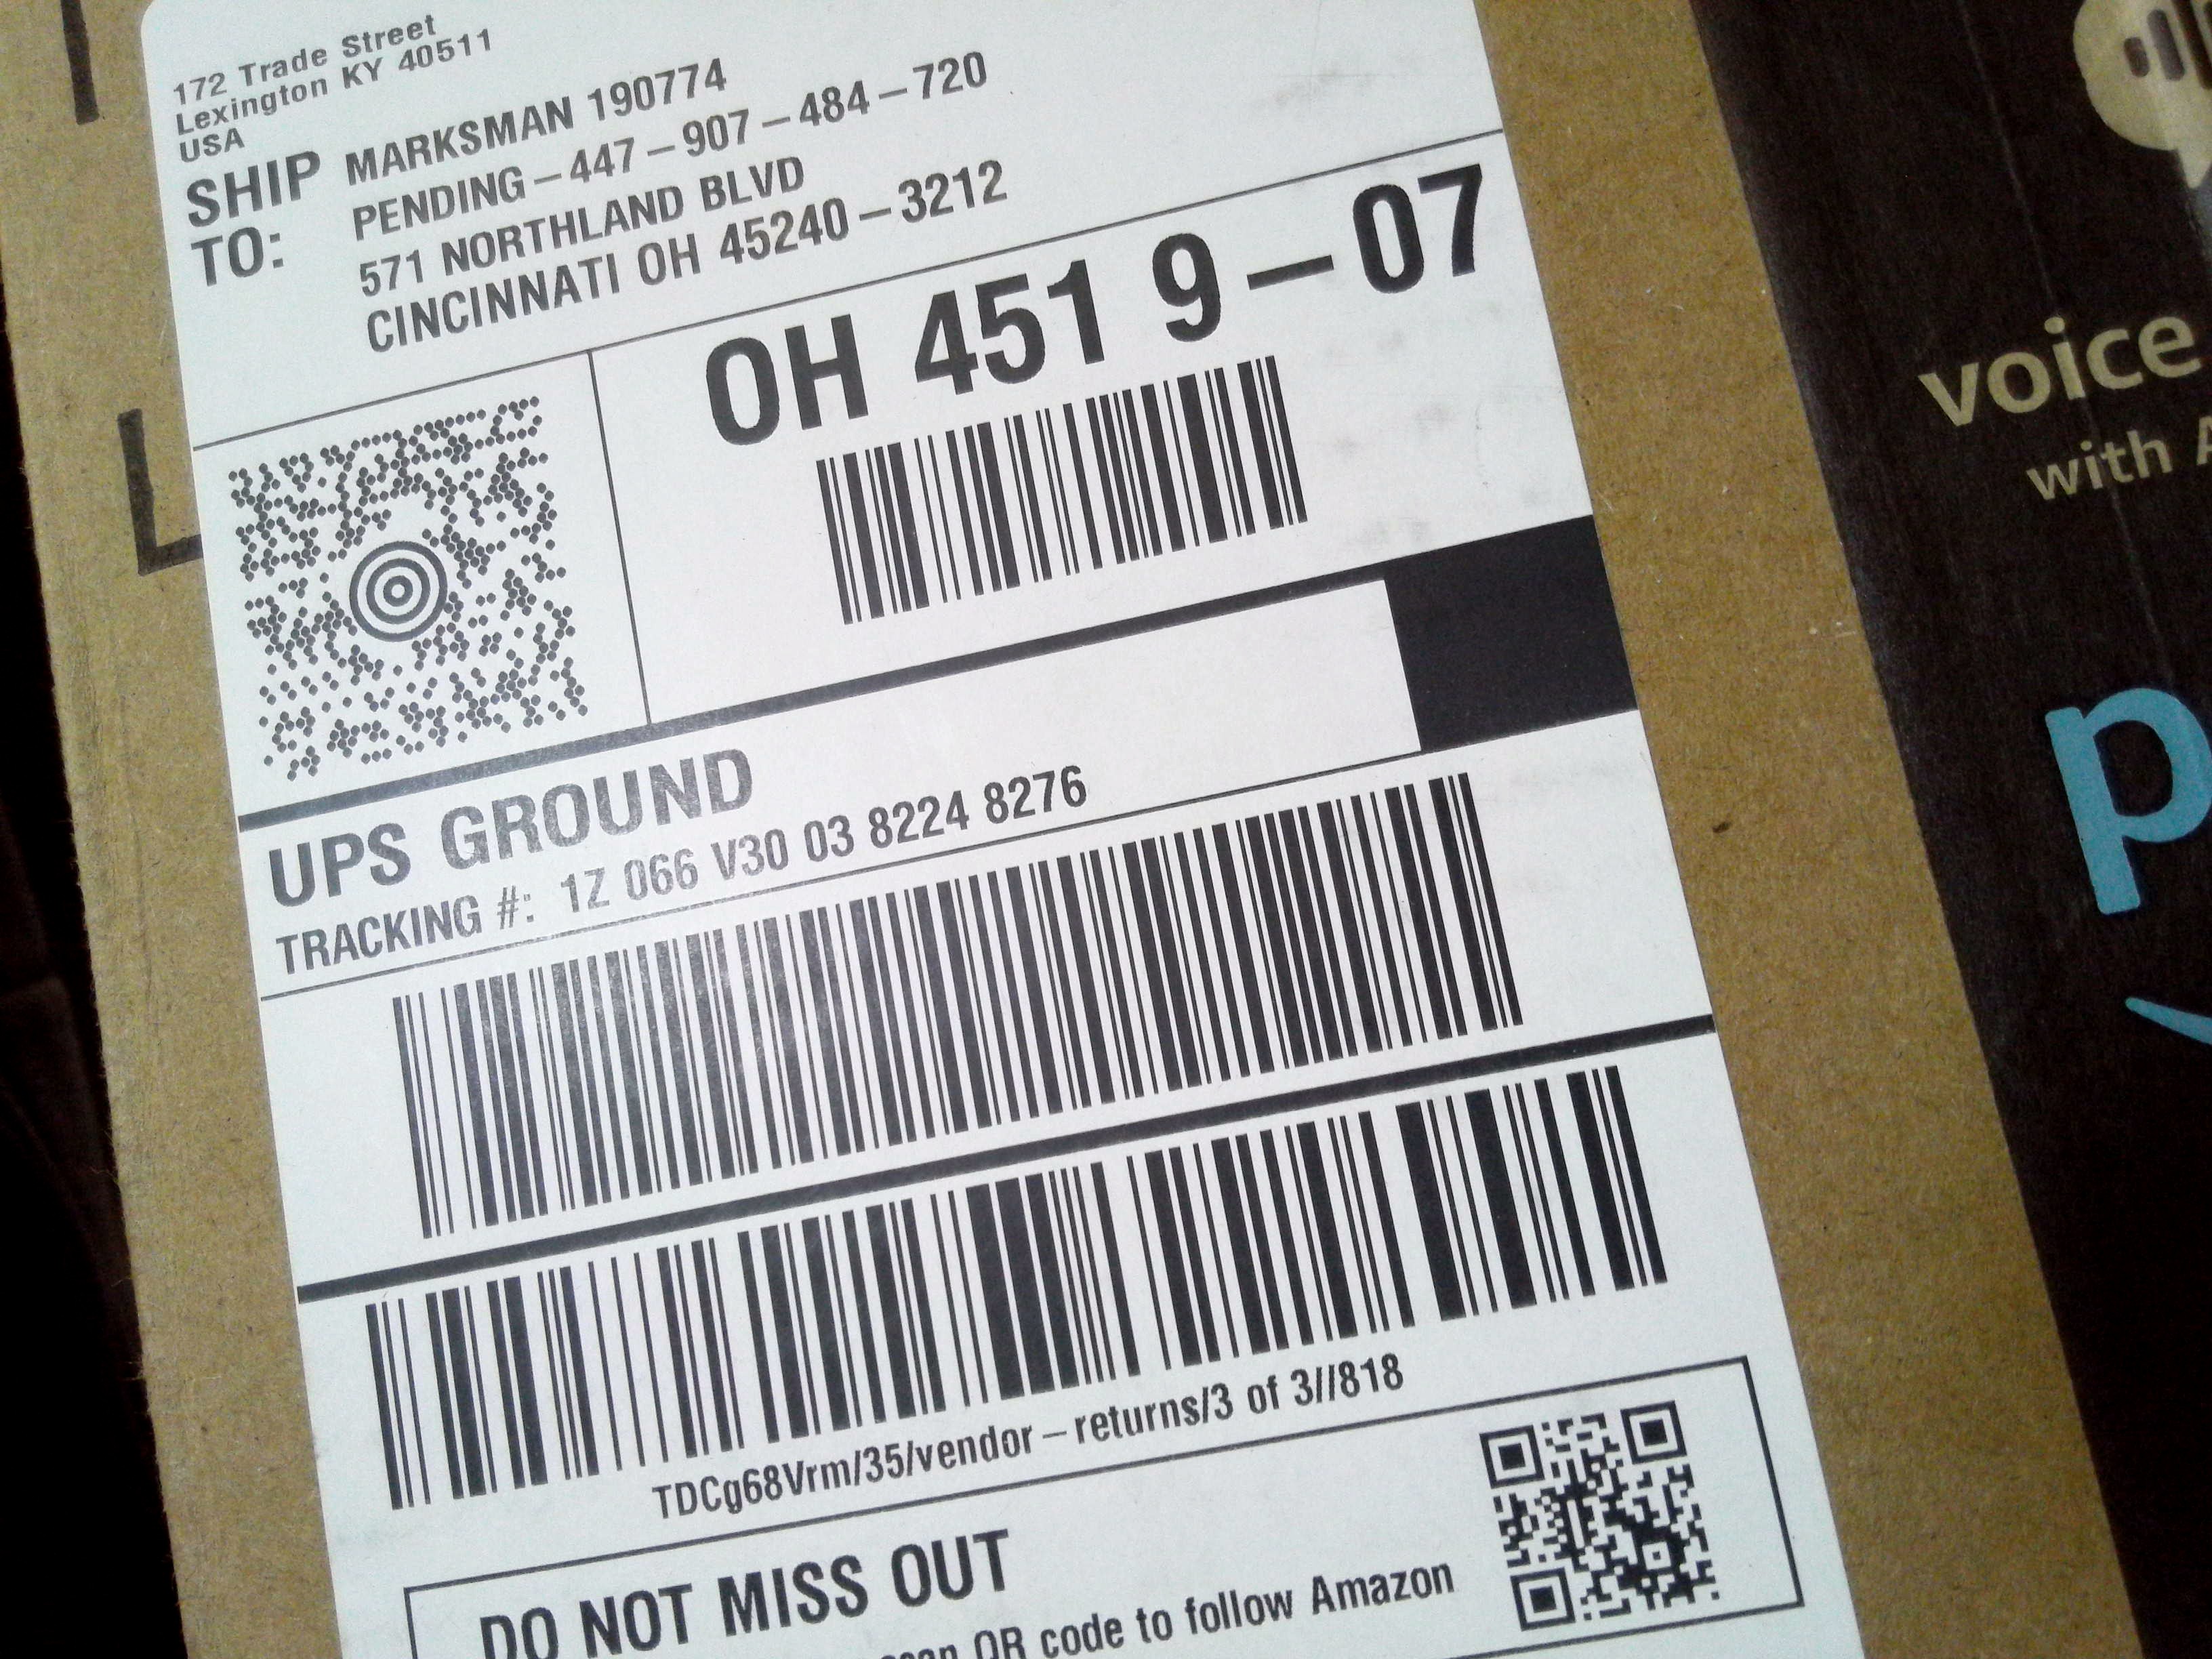 172 Trade Street
Lexington KY 40511
USA
SHIP TO:
MARKSMAN 190774
PENDING-447-907-484-720
571 NORTHLAND BLVD
CINCINNATI OH 45240-3212
OH 451 9-07
UPS GROUND
TRACKING #: 1Z 066 V30 03 8224 8276
TDCg68Vrm/35/vendor-returns/3 of 3//818
DO NOT MISS OUT
QR code to follow Amazon
voice
with
p
L